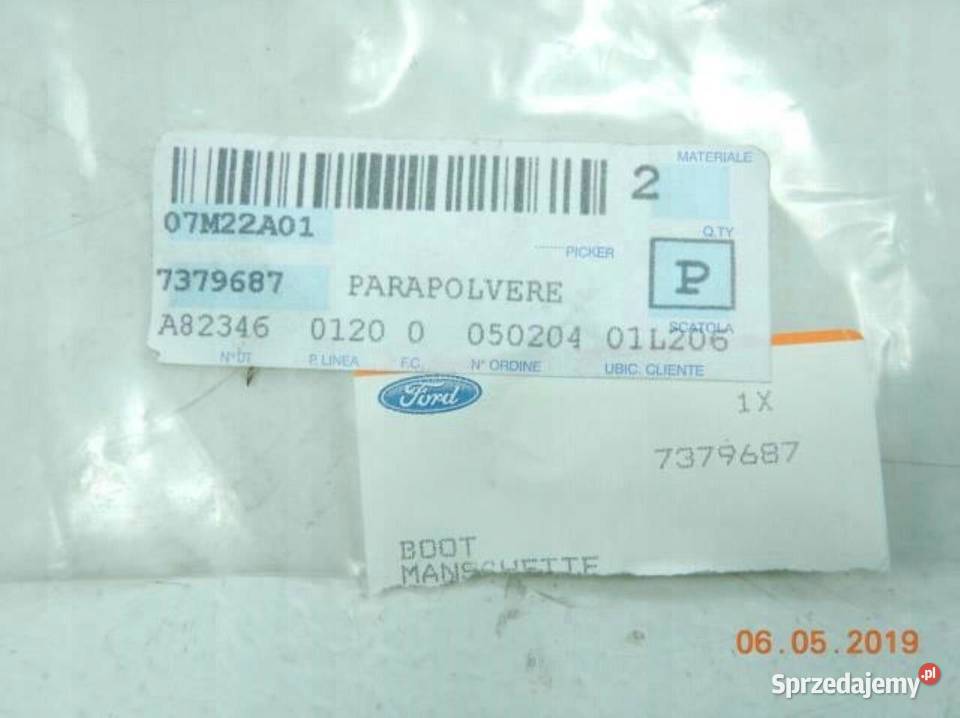 2 MATERIALE
07M22A01
Q.TY
PICKER
7379687 PARAPOLVERE P
SCATOLA
A82346 0120 0 050204 01L206
N°UT P. LINEA F.C. N° ORDINE UBIC. CLIENTE
Ford
1X
7379687
BOOT
MANSCHETTE
06.05.2019
Sprzedajemy.pl